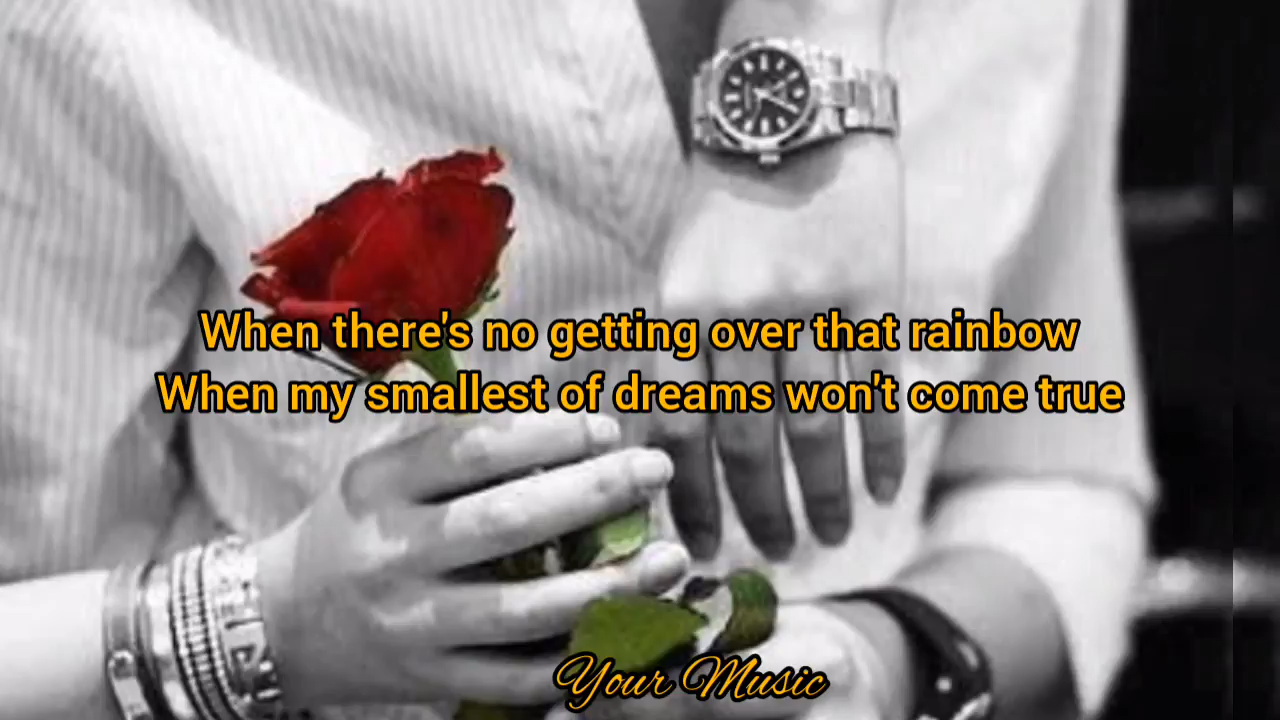 When there's no getting over that rainbow
When my smallest of dreams won't come true
Your Music